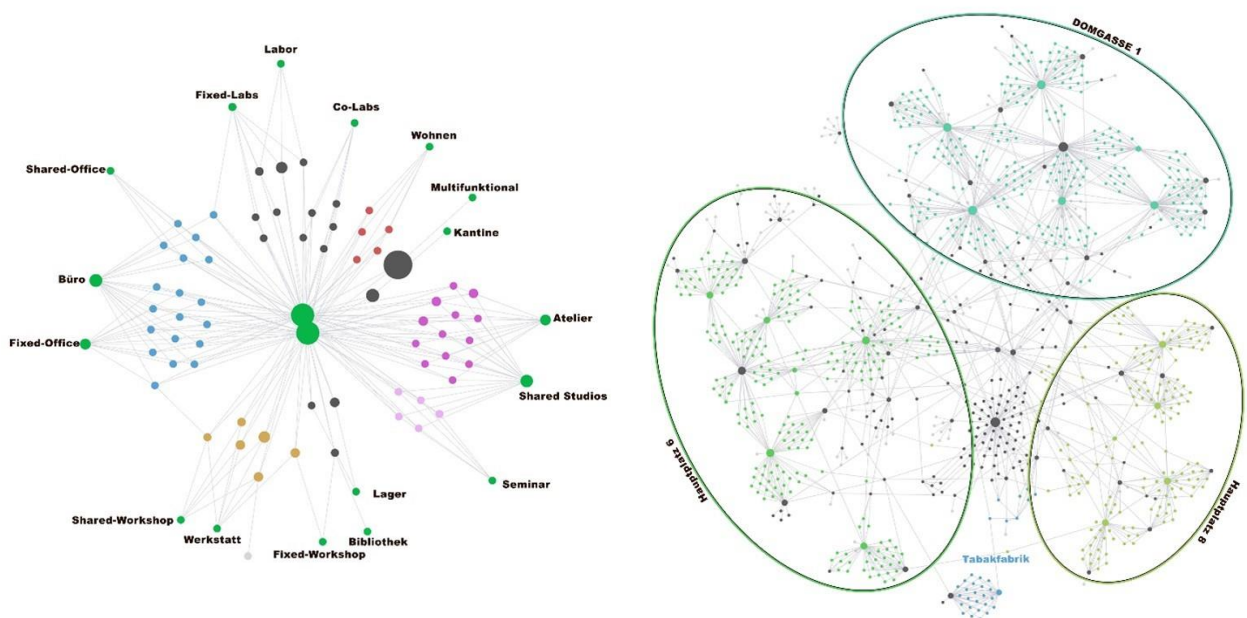 Labor
Fixed-Labs
Co-Labs
Wohnen
Shared-Office
Multifunktional
Kantine
Büro
Atelier
Fixed-Office
Shared Studios
Seminar
Lager
Shared-Workshop
Werkstatt
Bibliothek
Fixed-Workshop
DOMGASSE 1
Hauptplatz 6
Hauptplatz 8
Tabakfabrik